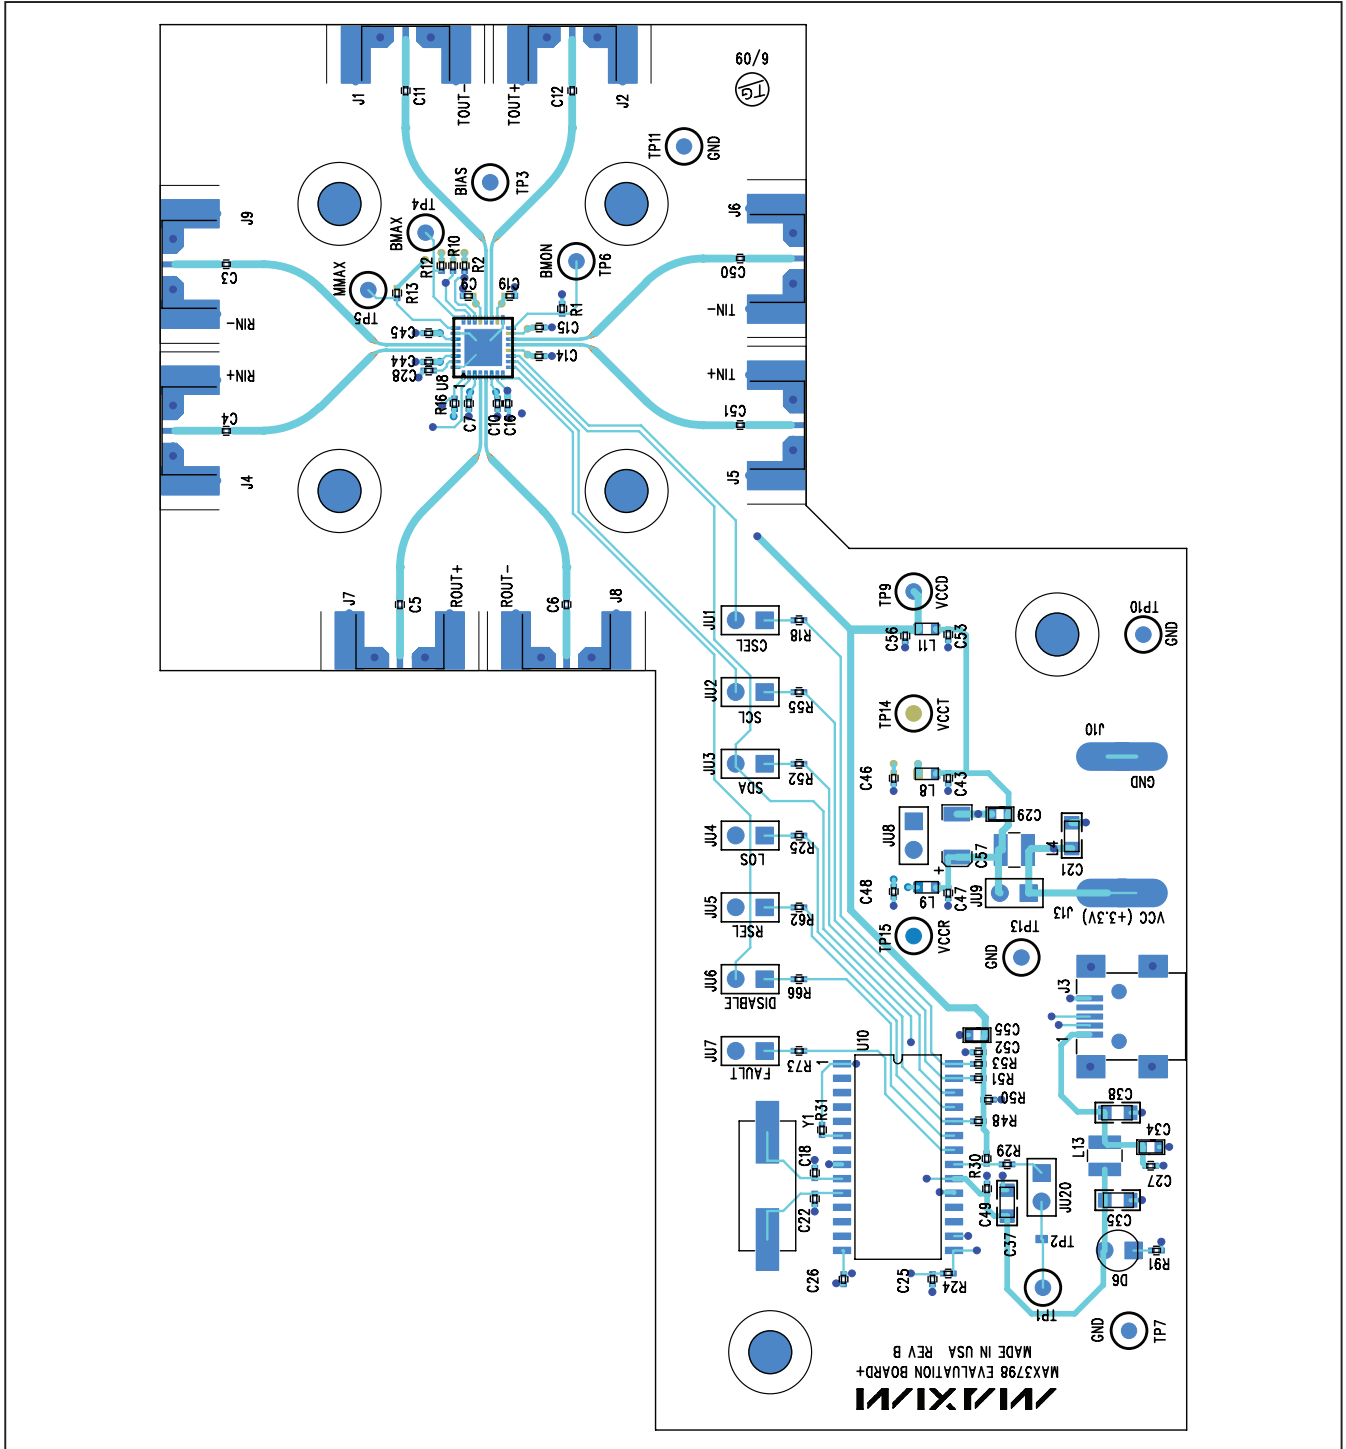 6/09
TG
J1
C11
TOUT-
TOUT+
C12
J2
TP11
GND
BIAS
TP3
TP4
BMAX
J9
J6
R12
R10
R2
BMON
TP6
C3
C50
MMAX
TP5
R13
C9
C19
R1
RIN-
TIN-
C45
C15
C44
C14
C28
U8
1
RIN+
TIN+
R16
C7
C10
C16
C4
C51
J4
J5
J7
C5
ROUT+
ROUT-
C6
J8
TP9
VCCD
JU1
CSEL
R18
C56
L11
C53
TP10
GND
JU2
SCL
R55
TP14
VCCT
J10
GND
JU3
SDA
R52
C46
L8
C43
C29
JU4
LOS
R25
JU8
+
C57
L4
C21
C48
L9
C47
JU9
J13
VCC (+3.3V)
JU5
RSEL
R62
TP15
VCCR
TP13
GND
JU6
DISABLE
R66
J3
1
JU7
FAULT
R73
U10
1
C55
C52
R53
R51
R50
R48
C38
Y1
R31
C34
L13
C18
R29
R30
C27
C22
C49
C37
JU20
C35
TP2
C26
C25
R24
D6
R91
TP1
GND
TP7
MADE IN USA REV B
MAX3798 EVALUATION BOARD+
MAXIM